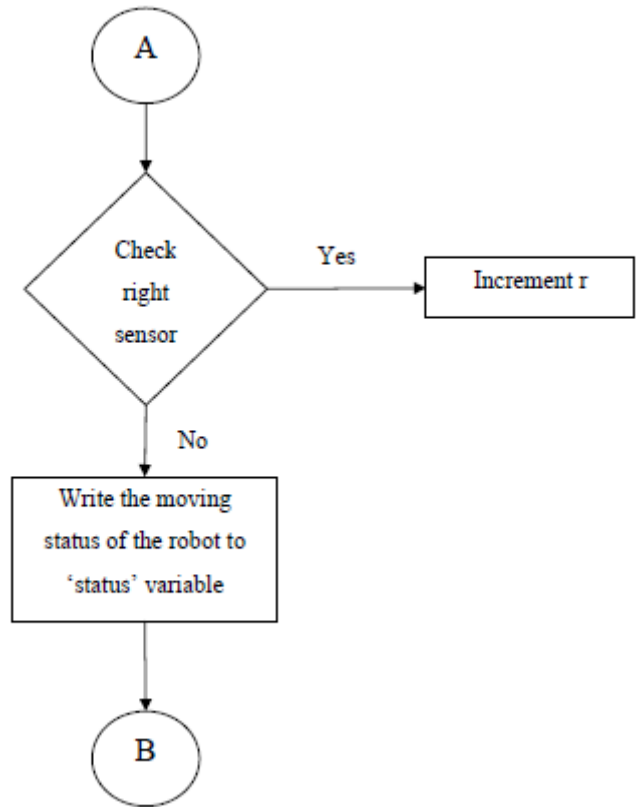 A
Check
right
sensor
Yes
Increment r
No
Write the moving
status of the robot to
‘status’ variable
B